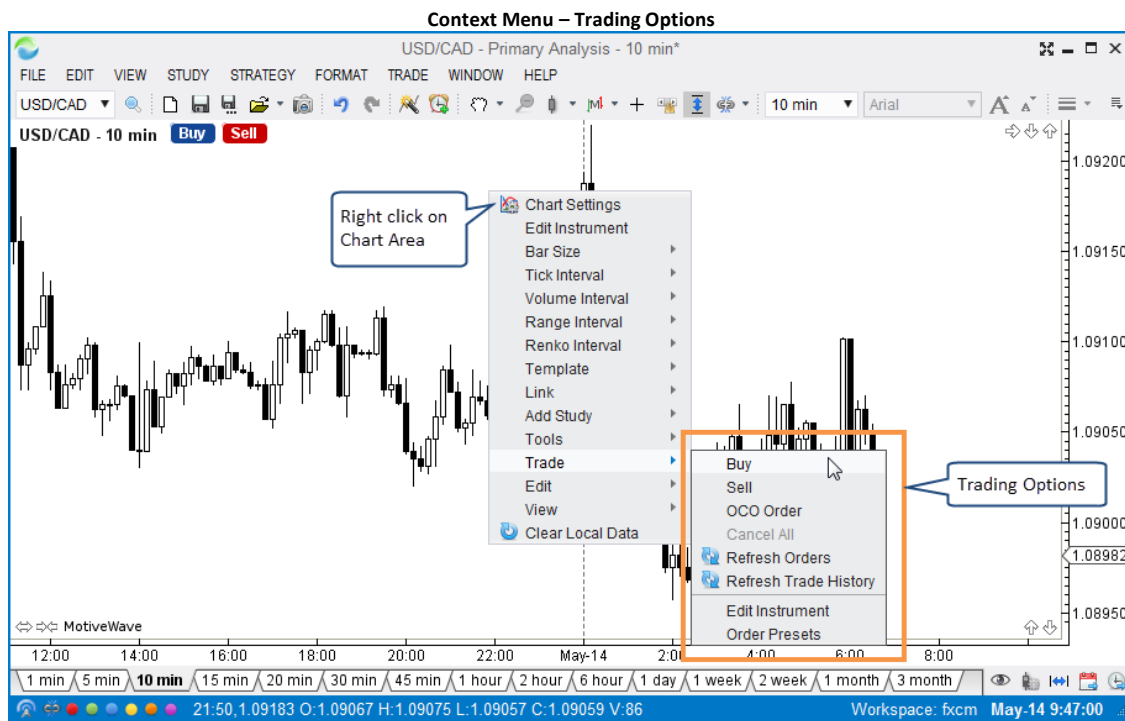 Context Menu – Trading Options
USD/CAD - Primary Analysis - 10 min*
FILE EDIT VIEW STUDY STRATEGY FORMAT TRADE WINDOW HELP
USD/CAD 10 min Arial
USD/CAD - 10 min Buy Sell
1.09200
Right click on
Chart Area
Chart Settings
Edit Instrument
Bar Size
Tick Interval
Volume Interval
Range Interval
Renko Interval
Template
Link
Add Study
Tools
Trade
Edit
View
Clear Local Data
1.09150
1.09100
1.09050
Buy
Sell
OCO Order
Cancel All
Refresh Orders
Refresh Trade History
Edit Instrument
Order Presets
Trading Options
1.09000
1.08982
1.08950
MotiveWave
12:00 14:00 16:00 18:00 20:00 22:00 May-14 2:00 4:00 6:00 8:00
1 min 5 min 10 min 15 min 20 min 30 min 45 min 1 hour 2 hour 6 hour 1 day 1 week 2 week 1 month 3 month
21:50,1.09183 O:1.09067 H:1.09075 L:1.09057 C:1.09059 V:86 Workspace: fxcm May-14 9:47:00